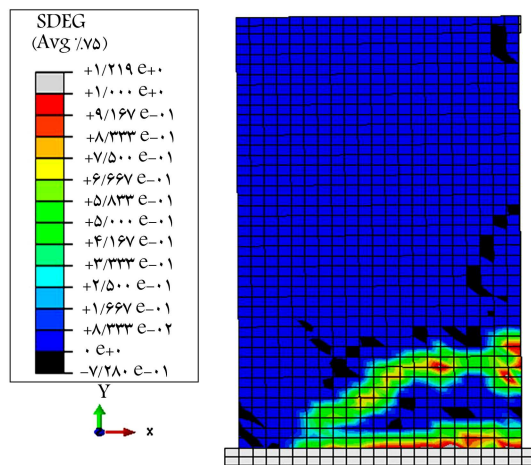 SDEG
(Avg %۷۵)
+۱/۲۱۹ e+۰
+۱/۰۰۰ e+۰
+۹/۱۶۷ e−۰۱
+۸/۳۳۳ e−۰۱
+۷/۵۰۰ e−۰۱
+۶/۶۶۷ e−۰۱
+۵/۸۳۳ e−۰۱
+۵/۰۰۰ e−۰۱
+۴/۱۶۷ e−۰۱
+۳/۳۳۳ e−۰۱
+۲/۵۰۰ e−۰۱
+۱/۶۶۷ e−۰۱
+۸/۳۳۳ e−۰۲
۰ e+۰
−۷/۲۸۰ e−۰۱
Y
x